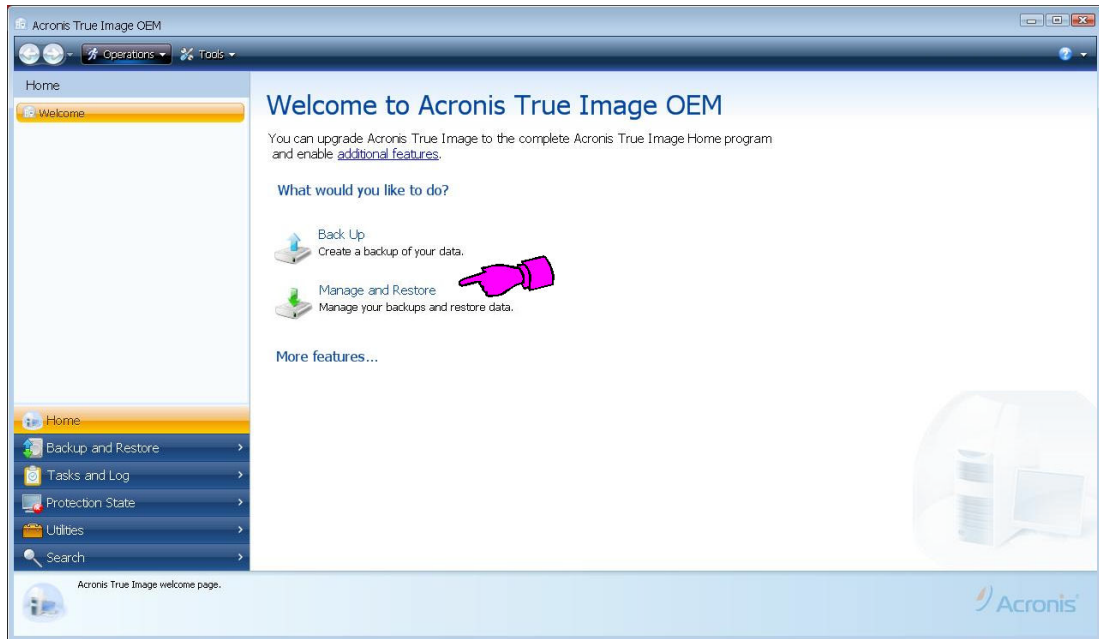 Acronis True Image OEM
Operations
Tools
Home
Welcome
Welcome to Acronis True Image OEM
You can upgrade Acronis True Image to the complete Acronis True Image Home program
and enable additional features.
What would you like to do?
Back Up
Create a backup of your data.
Manage and Restore
Manage your backups and restore data.
More features...
Home
Backup and Restore
Tasks and Log
Protection State
Utilities
Search
Acronis True Image welcome page.
Acronis